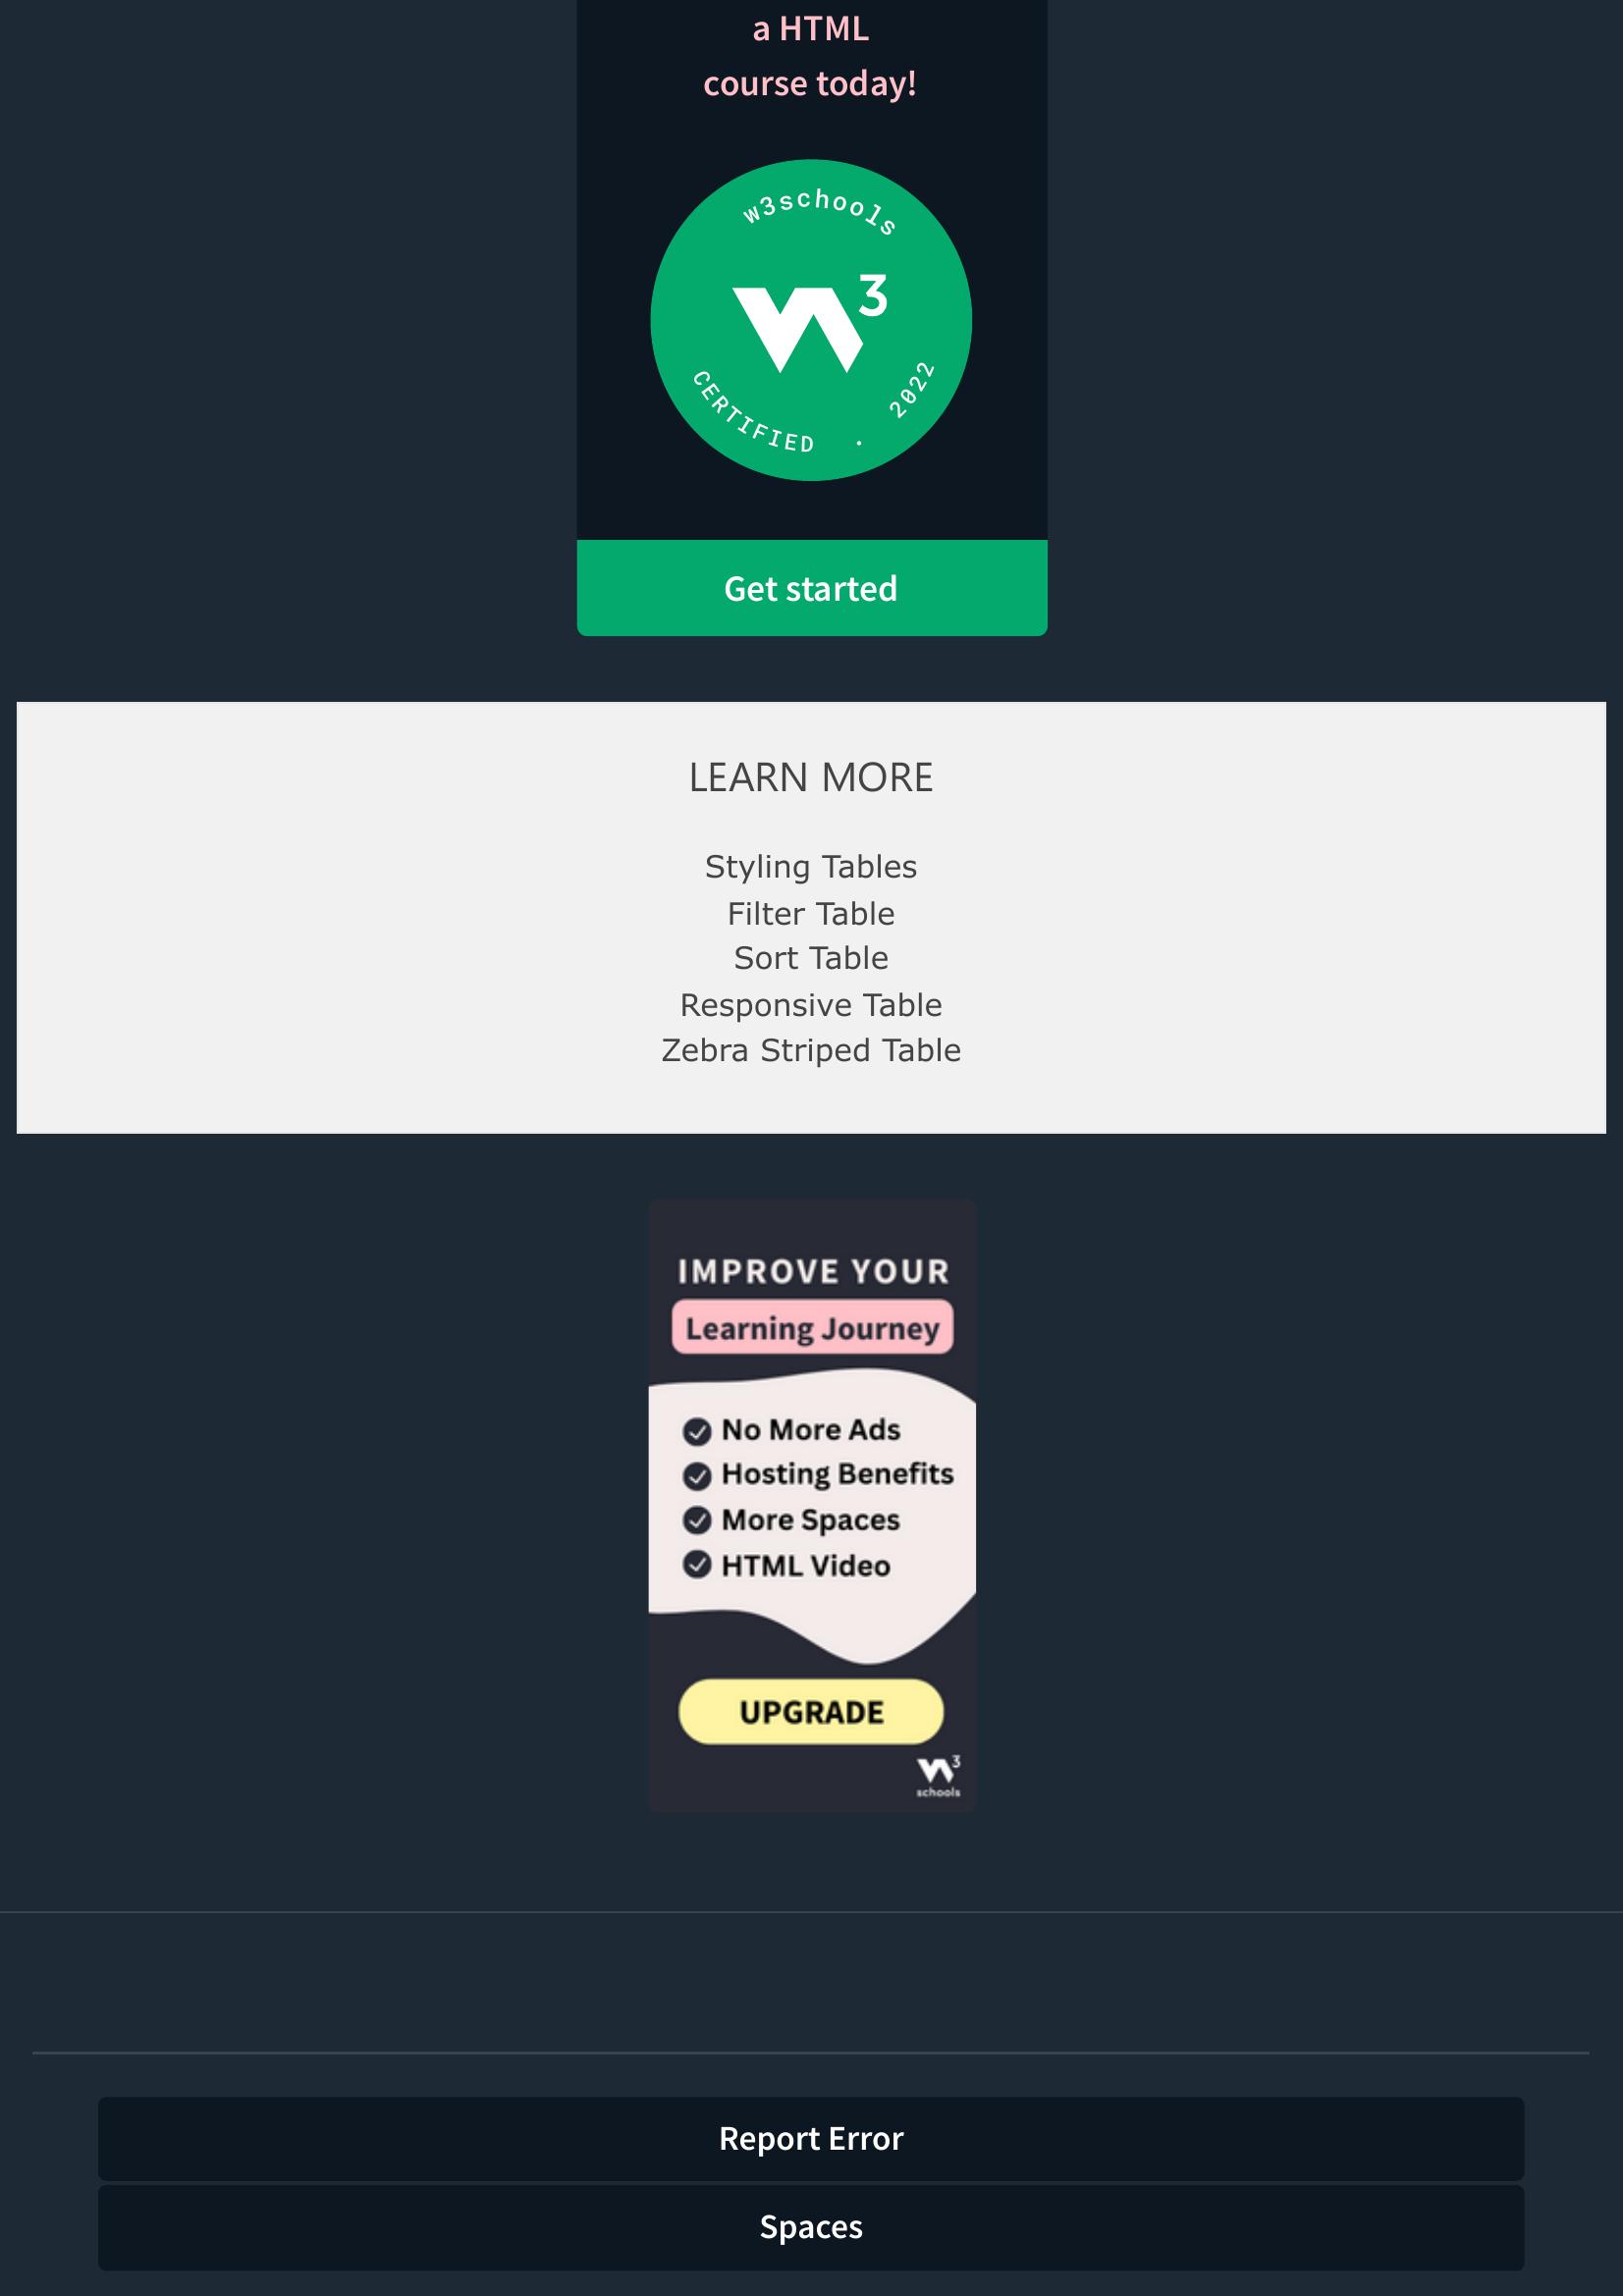 a HTML
course today!
w3schools
W3
CERTIFIED · 2022
Get started
LEARN MORE
Styling Tables
Filter Table
Sort Table
Responsive Table
Zebra Striped Table
IMPROVE YOUR
Learning Journey
No More Ads
Hosting Benefits
More Spaces
HTML Video
UPGRADE
W3
schools
Report Error
Spaces